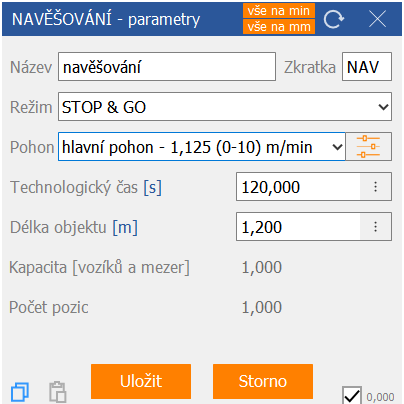 NAVĚŠOVÁNÍ - parametry vše na min
vše na mm
Název navěšování Zkratka NAV
Režim STOP & GO
Pohon hlavní pohon - 1,125 (0-10) m/min
Technologický čas [s] 120,000
Délka objektu [m] 1,200
Kapacita [vozíků a mezer] 1,000
Počet pozic 1,000
Uložit Storno
0,000